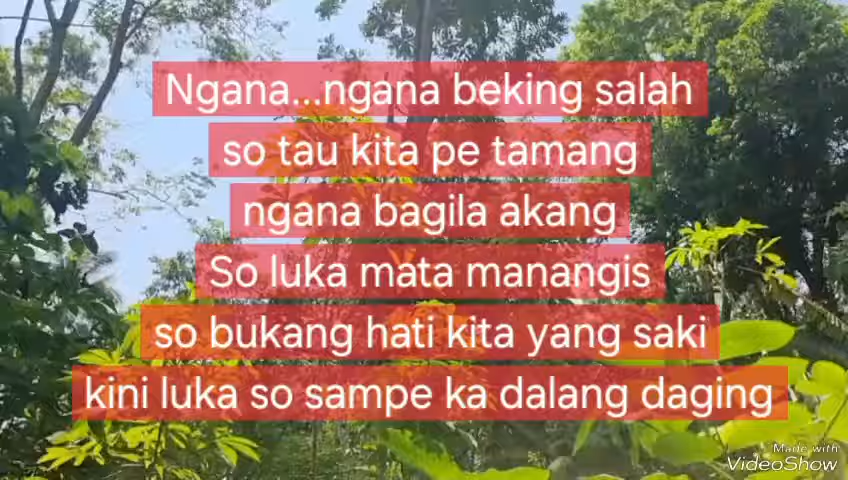 Ngana...ngana beking salah
so tau kita pe tamang
ngana bagila akang
So luka mata manangis
so bukang hati kita yang saki
kini luka so sampe ka dalang daging
Made with
VideoShow